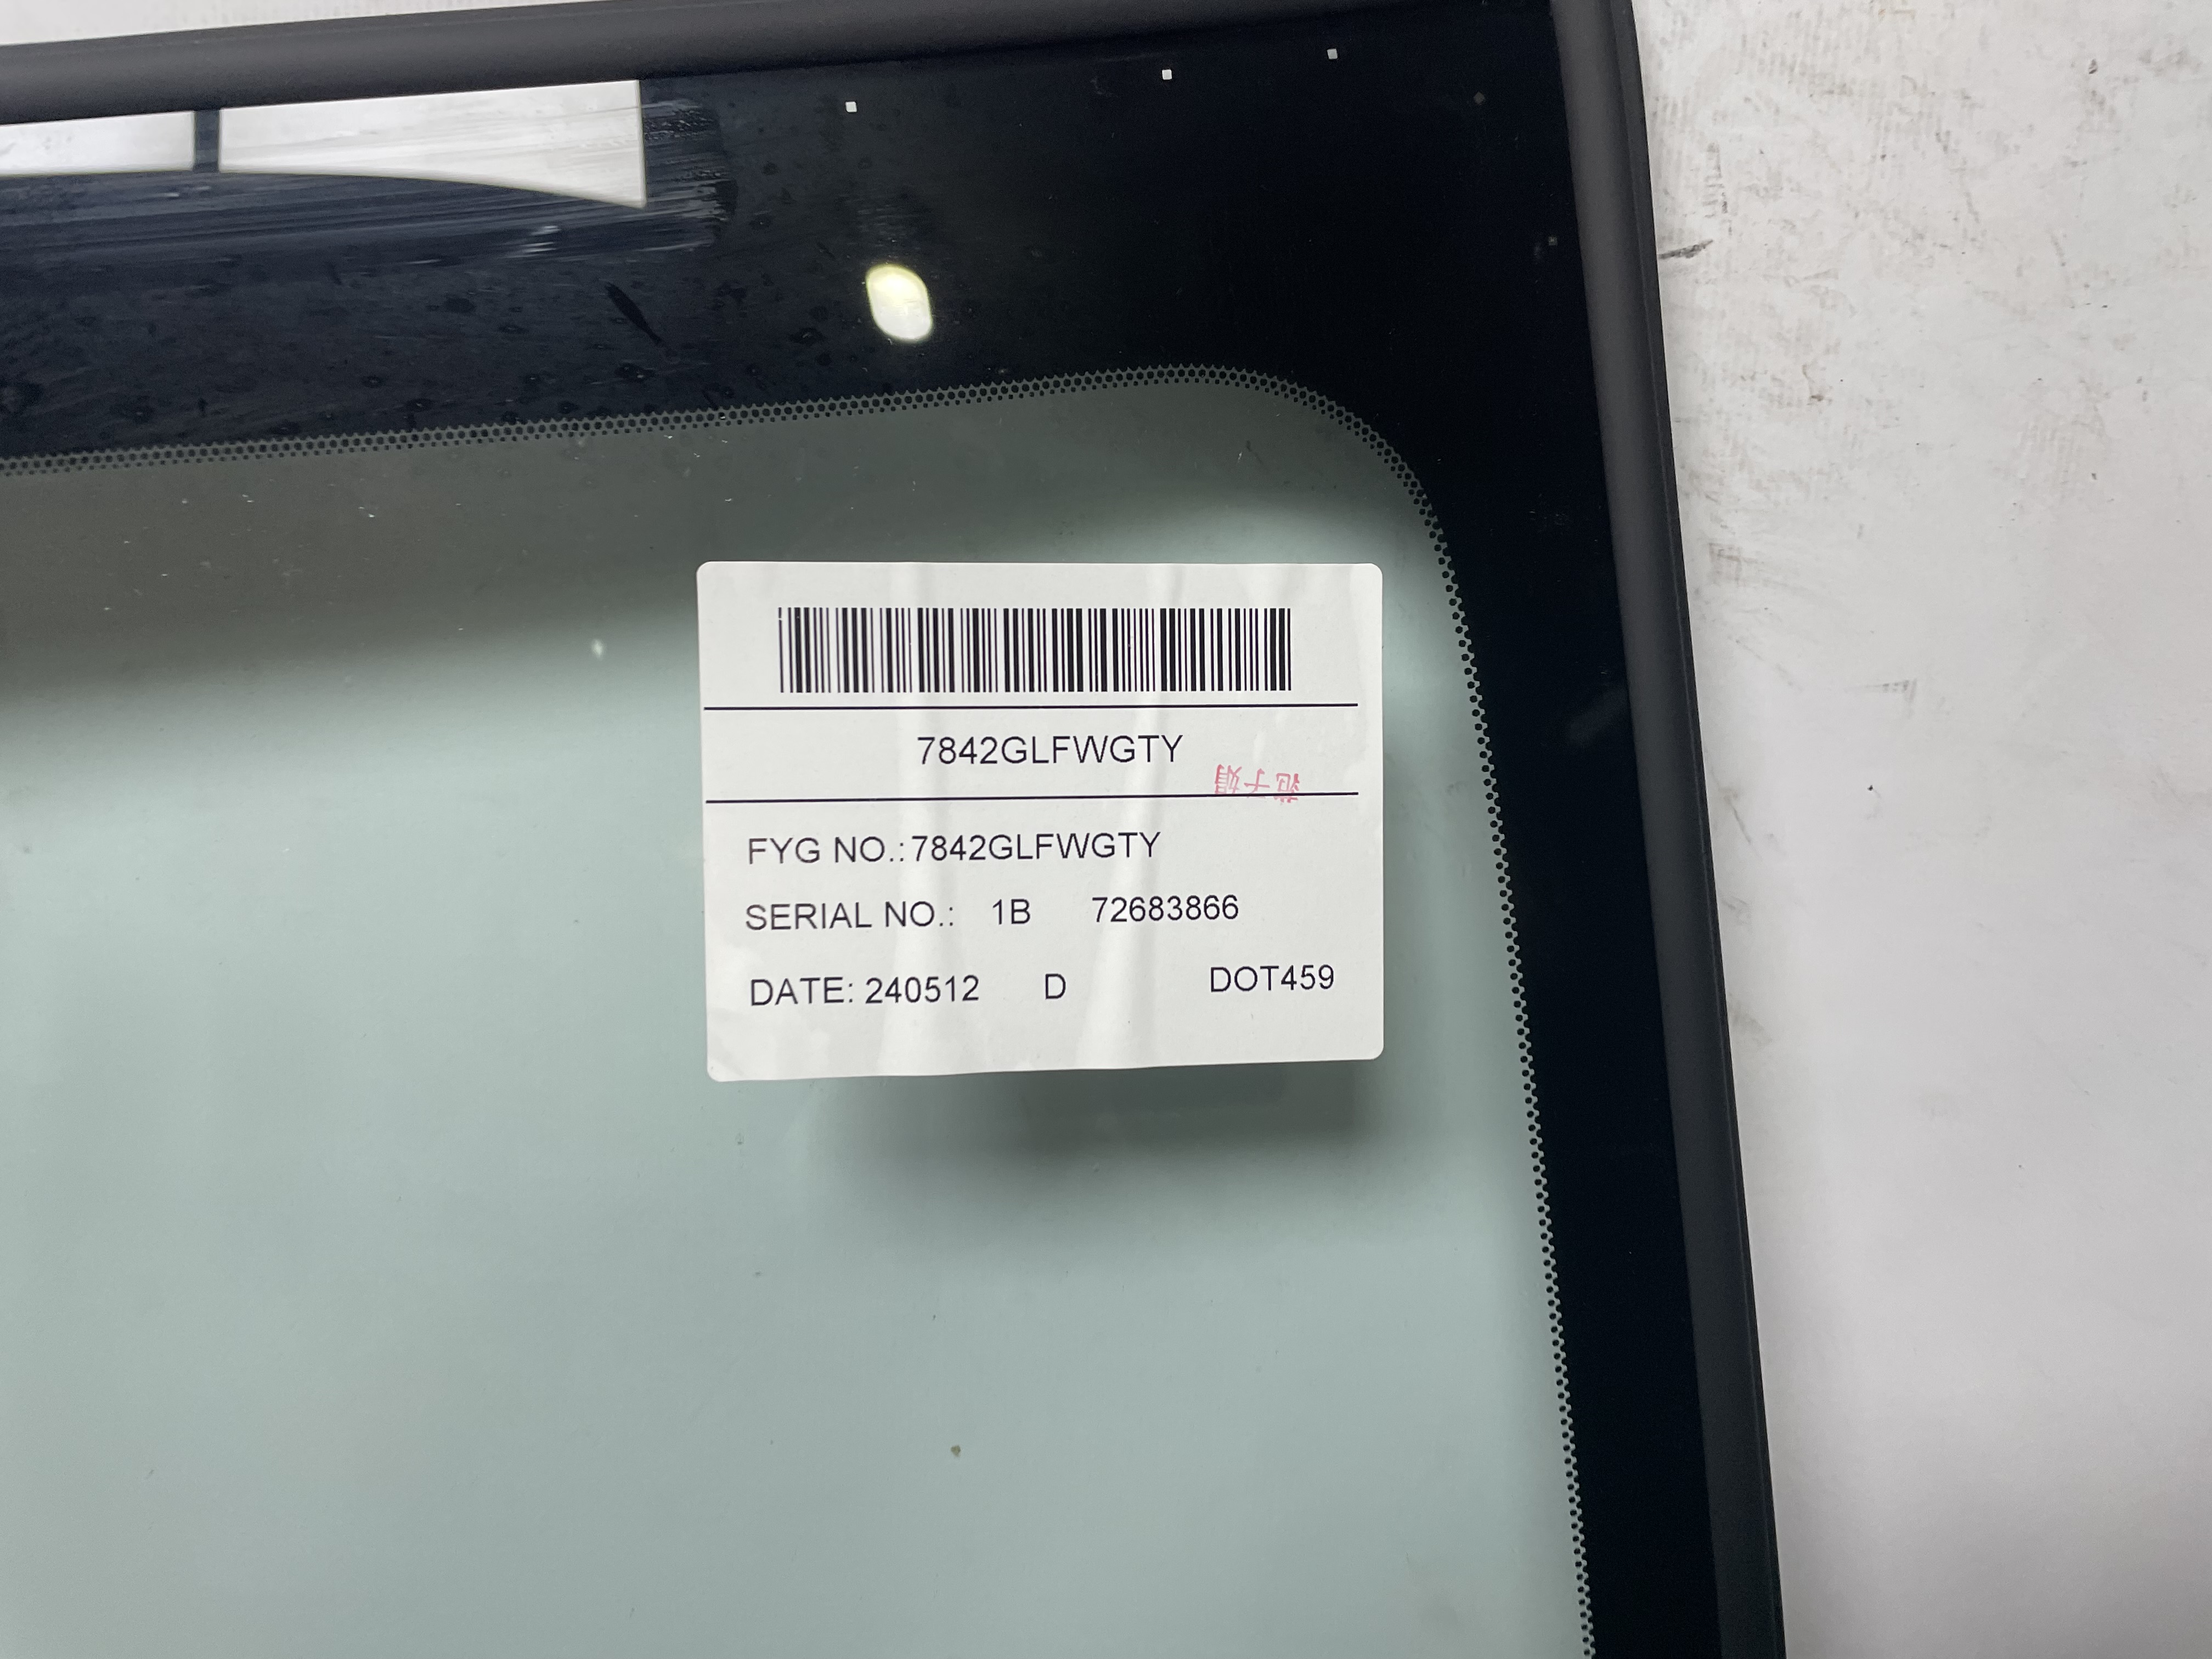 7842GLFWGTY
FYG NO.: 7842GLFWGTY
SERIAL NO.: 1B 72683866
DATE: 240512 D DOT459